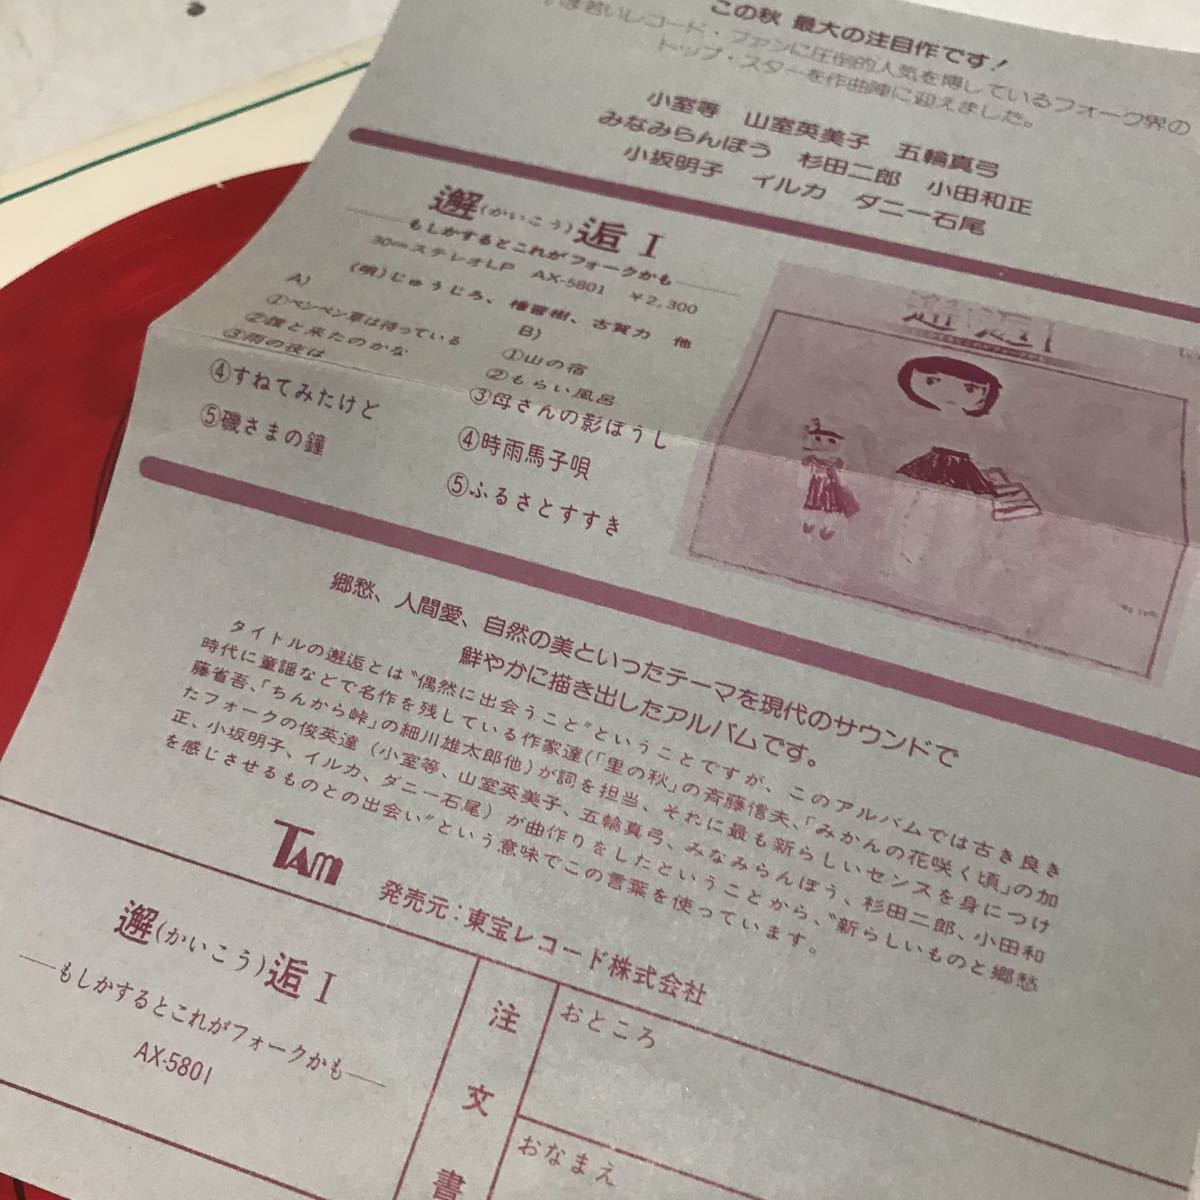 この秋 最大の注目作です！
若いレコード・ファンに圧倒的人気を博しているフォーク界の
トップ・スターを作曲陣に迎えました。
小室等 山室英美子 五輪真弓
みなみらんぼう 杉田二郎 小田和正
小坂明子 イルカ ダニー石尾
邂(かいこう)逅 I
もしかするとこれがフォークかも
30cmステレオLP AX-5801 ￥2,300
(唄)じゅうじろ、樹、古賀力 他
A)
①ペンペン草は待っている
②誰と来たのかな
③雨の夜は
④すねてみたけど
⑤磯さまの鐘
B)
①山の宿
②もらい風呂
③母さんの影ぼうし
④時雨馬子唄
⑤ふるさとすすき
邂逅I
郷愁、人間愛、自然の美といったテーマを現代のサウンドで
鮮やかに描き出したアルバムです。
タイトルの邂逅とは“偶然に出会うこと”ということですが、このアルバムでは古き良き
時代に童謡などで名作を残している作家達(「里の秋」の斉藤信夫、「みかんの花咲く頃」の加
藤省吾、「ちんから峠」の細川雄太郎他)が詞を担当、それに最も新らしいセンスを身につけ
たフォークの俊英達(小室等、山室英美子、五輪真弓、みなみらんぼう、杉田二郎、小田和
正、小坂明子、イルカ、ダニー石尾)が曲作りをしたということから、“新らしいものと郷愁
を感じさせるものとの出会い”という意味でこの言葉を使っています。
TAM 発売元：東宝レコード株式会社
邂(かいこう)逅 I
―もしかするとこれがフォークかも―
AX-5801
注文書
おところ
おなまえ